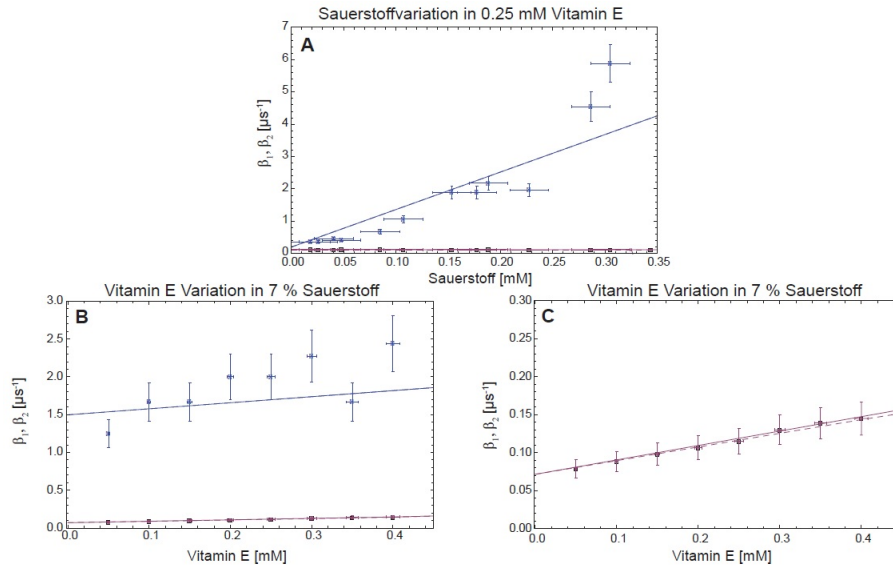 Sauerstoffvariation in 0.25 mM Vitamin E
A
7
6
5
4
3
2
1
0
β1, β2 [µs-1]
0.00 0.05 0.10 0.15 0.20 0.25 0.30 0.35
Sauerstoff [mM]
Vitamin E Variation in 7 % Sauerstoff
B
2.5
2.0
1.5
1.0
0.5
0.0
β1, β2 [µs-1]
0.0 0.1 0.2 0.3 0.4
Vitamin E [mM]
Vitamin E Variation in 7 % Sauerstoff
C
0.30
0.25
0.20
0.15
0.10
0.05
0.00
β1, β2 [µs-1]
0.0 0.1 0.2 0.3 0.4
Vitamin E [mM]